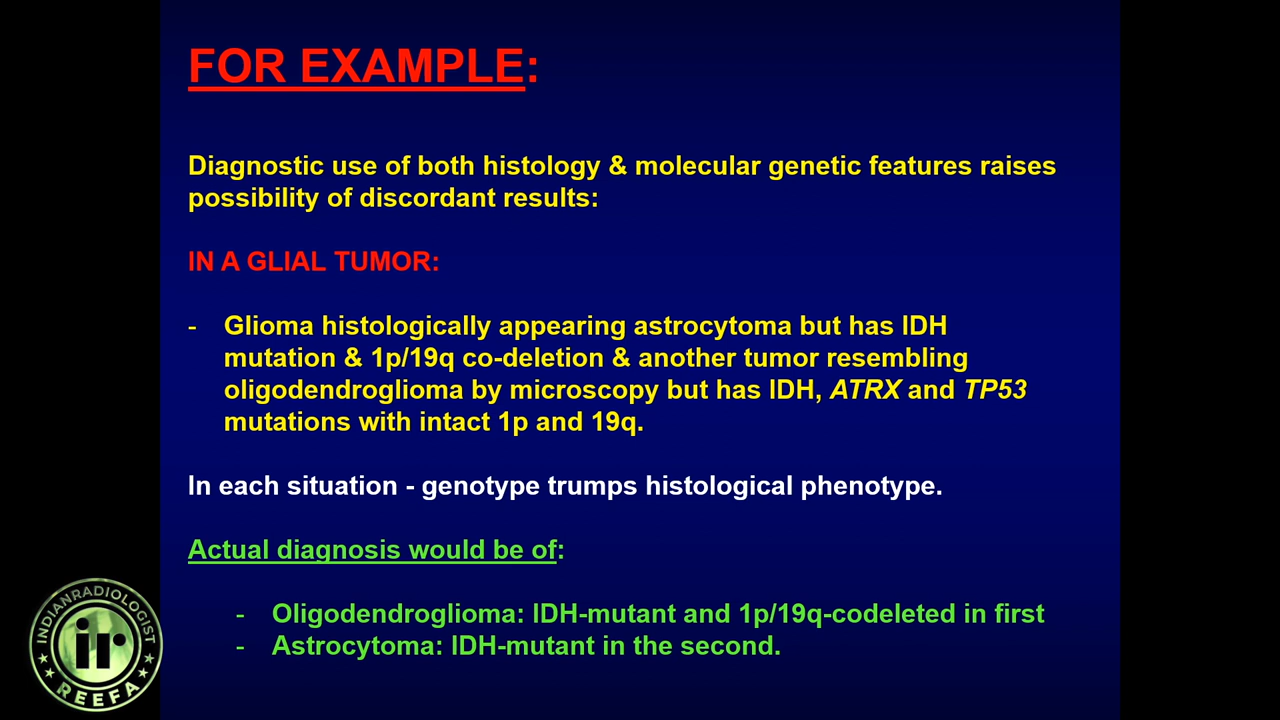 FOR EXAMPLE:
Diagnostic use of both histology & molecular genetic features raises
possibility of discordant results:
IN A GLIAL TUMOR:
- Glioma histologically appearing astrocytoma but has IDH
mutation & 1p/19q co-deletion & another tumor resembling
oligodendroglioma by microscopy but has IDH, ATRX and TP53
mutations with intact 1p and 19q.
In each situation - genotype trumps histological phenotype.
Actual diagnosis would be of:
- Oligodendroglioma: IDH-mutant and 1p/19q-codeleted in first
- Astrocytoma: IDH-mutant in the second.
INDIANRADIOLOGIST
ir
REEFA